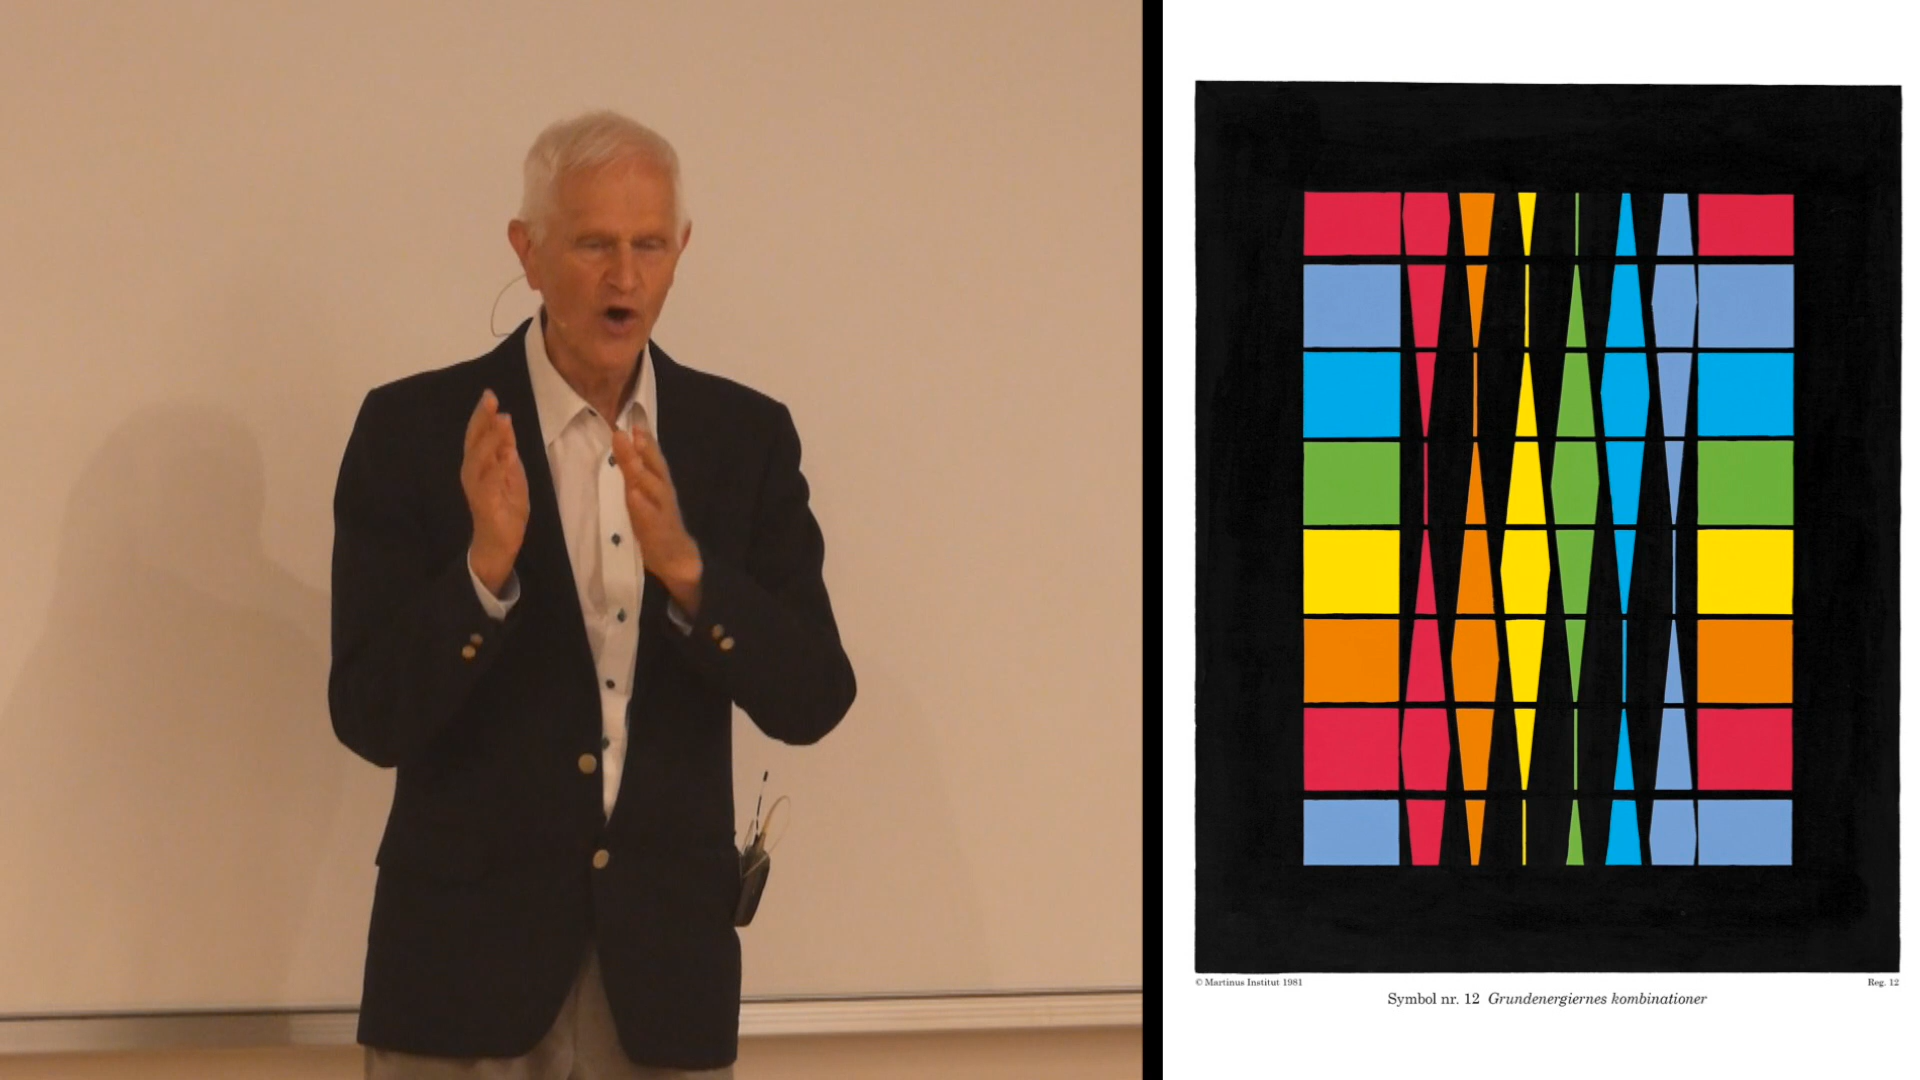 © Martinus Institut 1981
Reg. 12
Symbol nr. 12 Grundenergiernes kombinationer